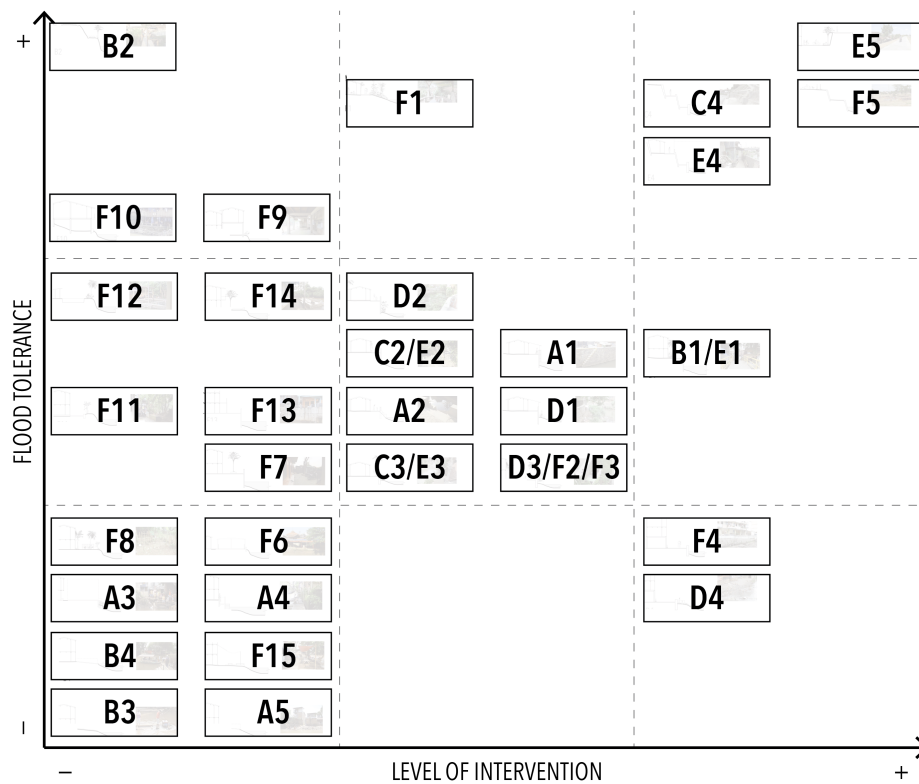 +
B2
E5
F1
C4
F5
E4
F10
F9
F12
F14
D2
C2/E2
A1
B1/E1
F11
F13
A2
D1
F7
C3/E3
D3/F2/F3
FLOOD TOLERANCE
F8
F6
F4
A3
A4
D4
B4
F15
B3
A5
–
–
LEVEL OF INTERVENTION
+